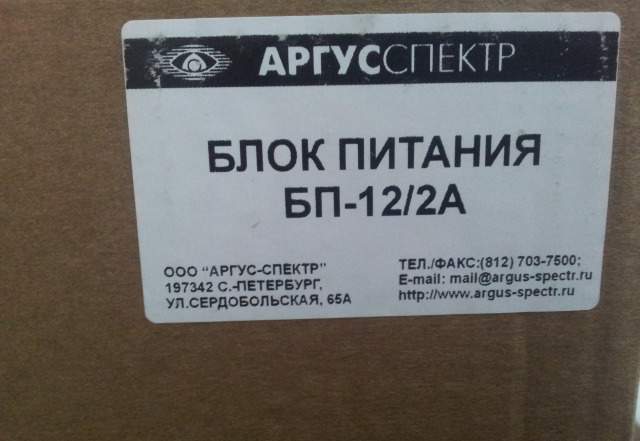 АРГУССПЕКТР
БЛОК ПИТАНИЯ
БП-12/2А
ООО "АРГУС-СПЕКТР"
197342 С.-ПЕТЕРБУРГ,
УЛ.СЕРДОБОЛЬСКАЯ, 65А
ТЕЛ./ФАКС:(812) 703-7500;
E-mail: mail@argus-spectr.ru
http://www.argus-spectr.ru